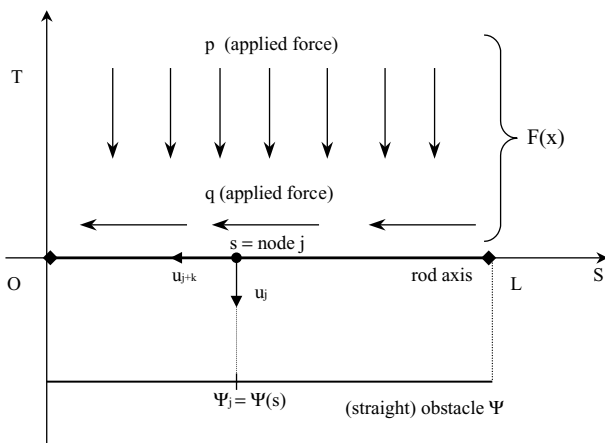 p (applied force)
T
F(x)
q (applied force)
s = node j
O
u_{j+k}
rod axis
L
S
u_j
Ψ_j = Ψ(s)
(straight) obstacle Ψ